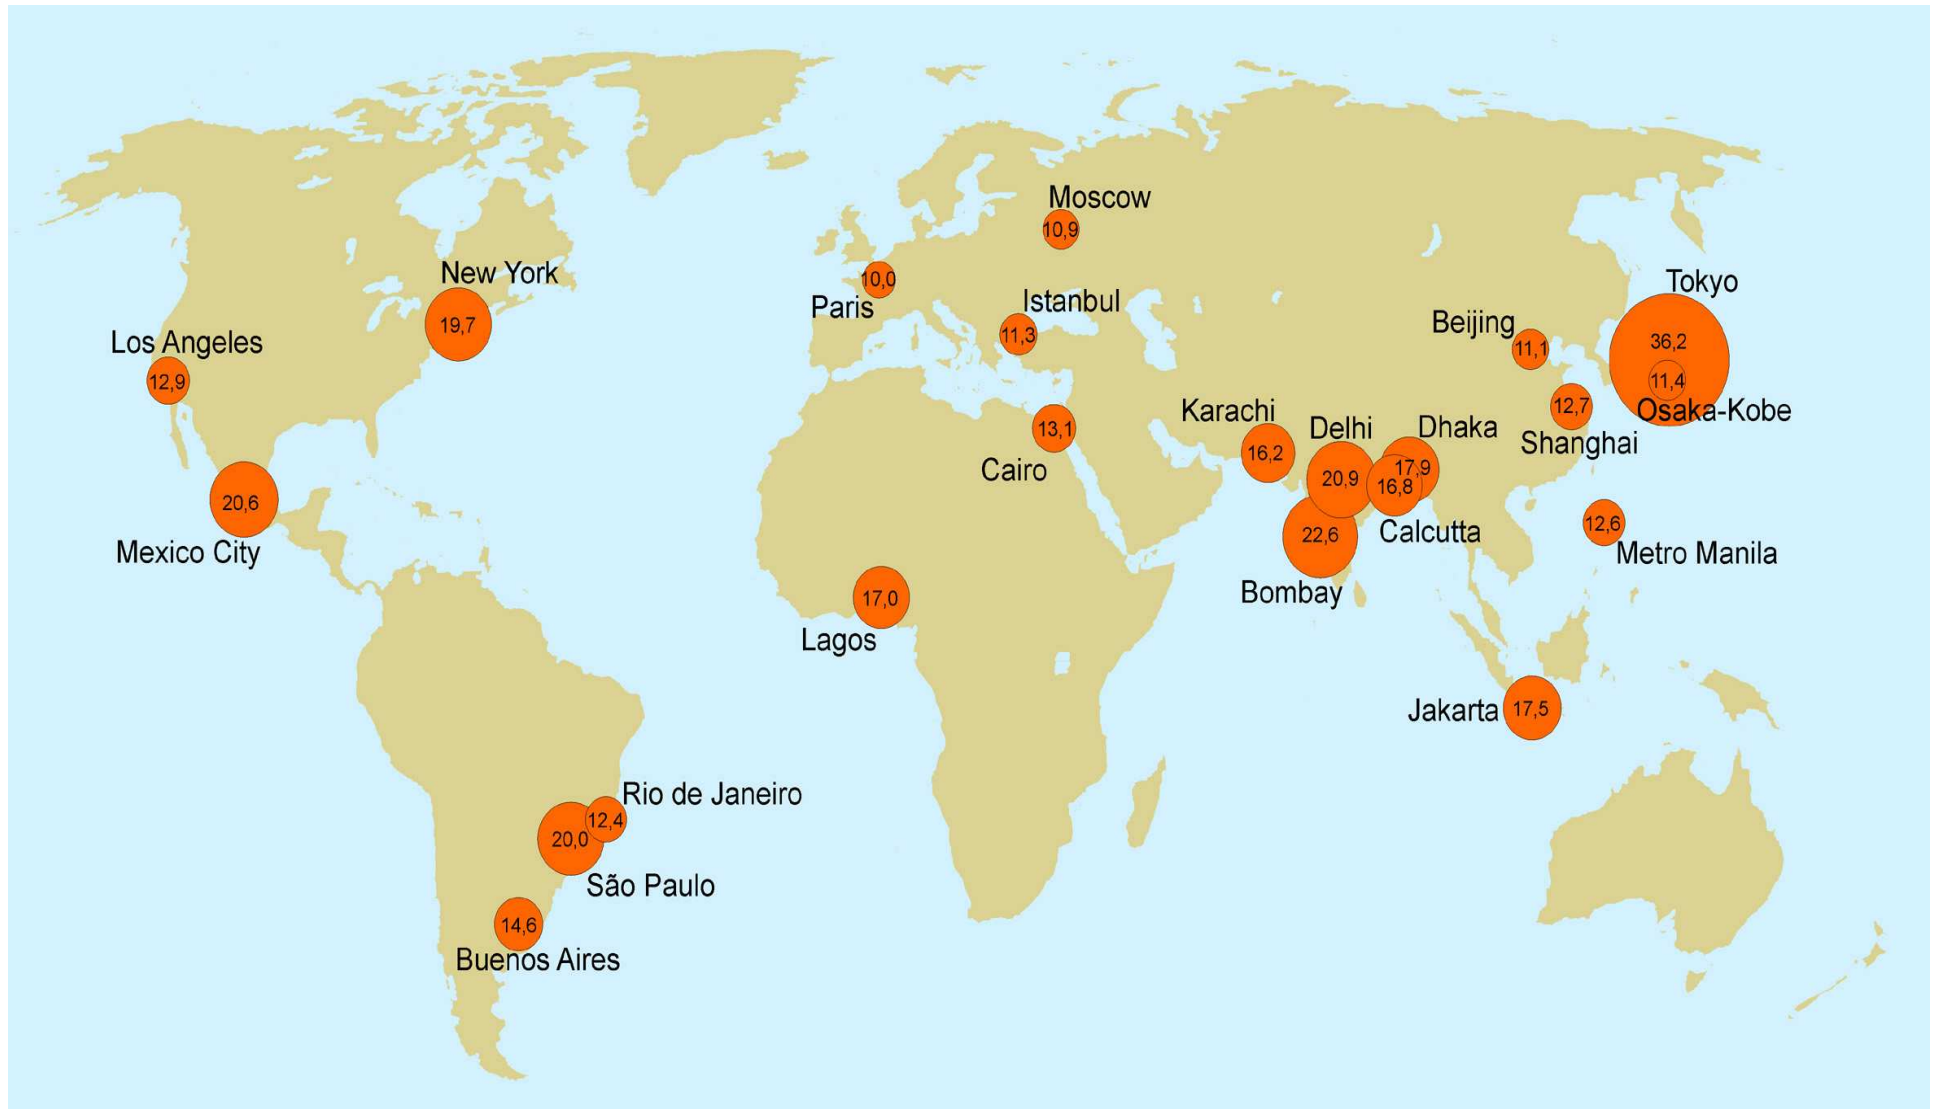 Moscow
10,9
New York
19,7
Paris
10,0
Istanbul
11,3
Tokyo
36,2
11,4
Osaka-Kobe
Beijing
11,1
Los Angeles
12,9
Shanghai
12,7
Karachi
16,2
Delhi
20,9
Dhaka
17,9
16,8
Calcutta
Cairo
13,1
Mexico City
20,6
Bombay
22,6
12,6
Metro Manila
17,0
Lagos
Jakarta
17,5
Rio de Janeiro
12,4
20,0
São Paulo
14,6
Buenos Aires